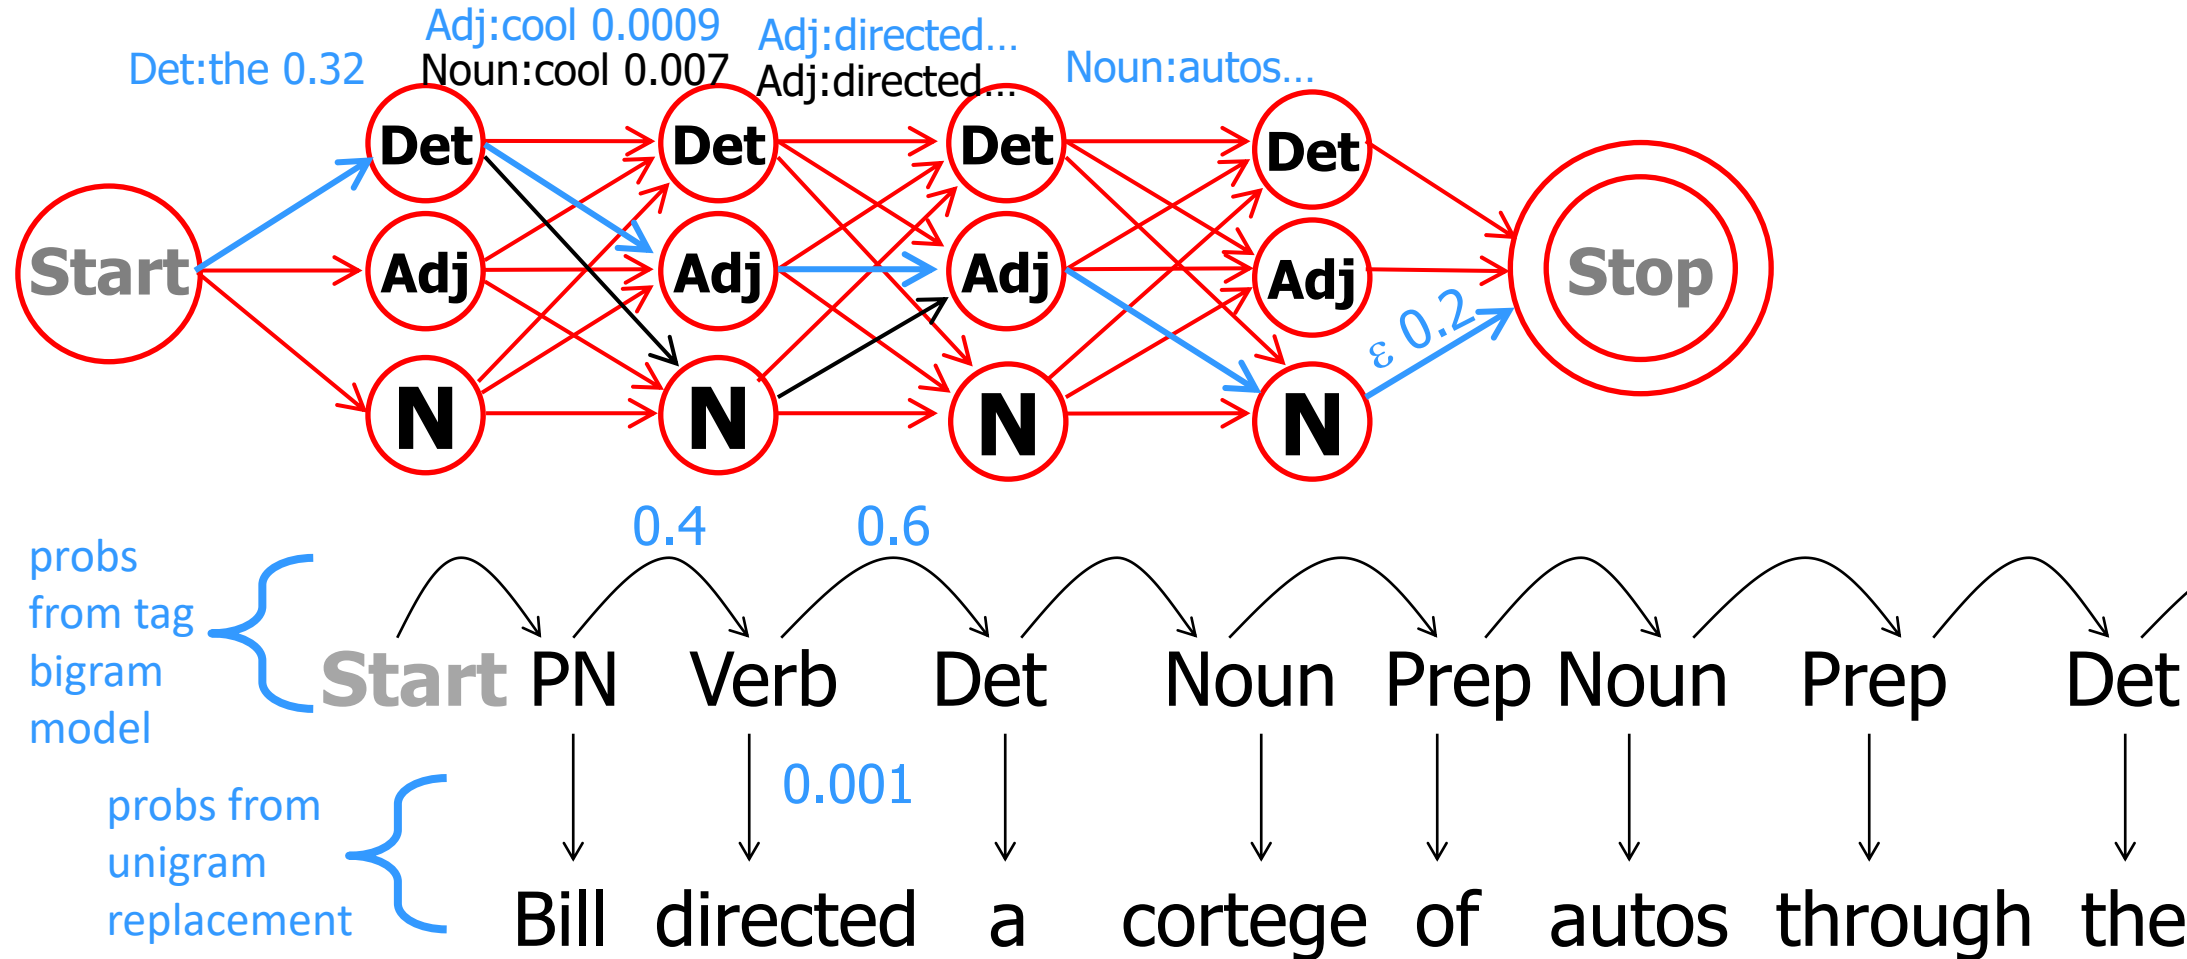 Adj:cool 0.0009
Adj:directed…
Det:the 0.32
Noun:cool 0.007
Adj:directed…
Noun:autos…
Det Det Det Det
Start Adj Adj Adj Adj Stop
ε 0.2
N N N N
0.4 0.6
probs
from tag
bigram
model
Start PN Verb Det Noun Prep Noun Prep Det
0.001
probs from
unigram
replacement
Bill directed a cortege of autos through the